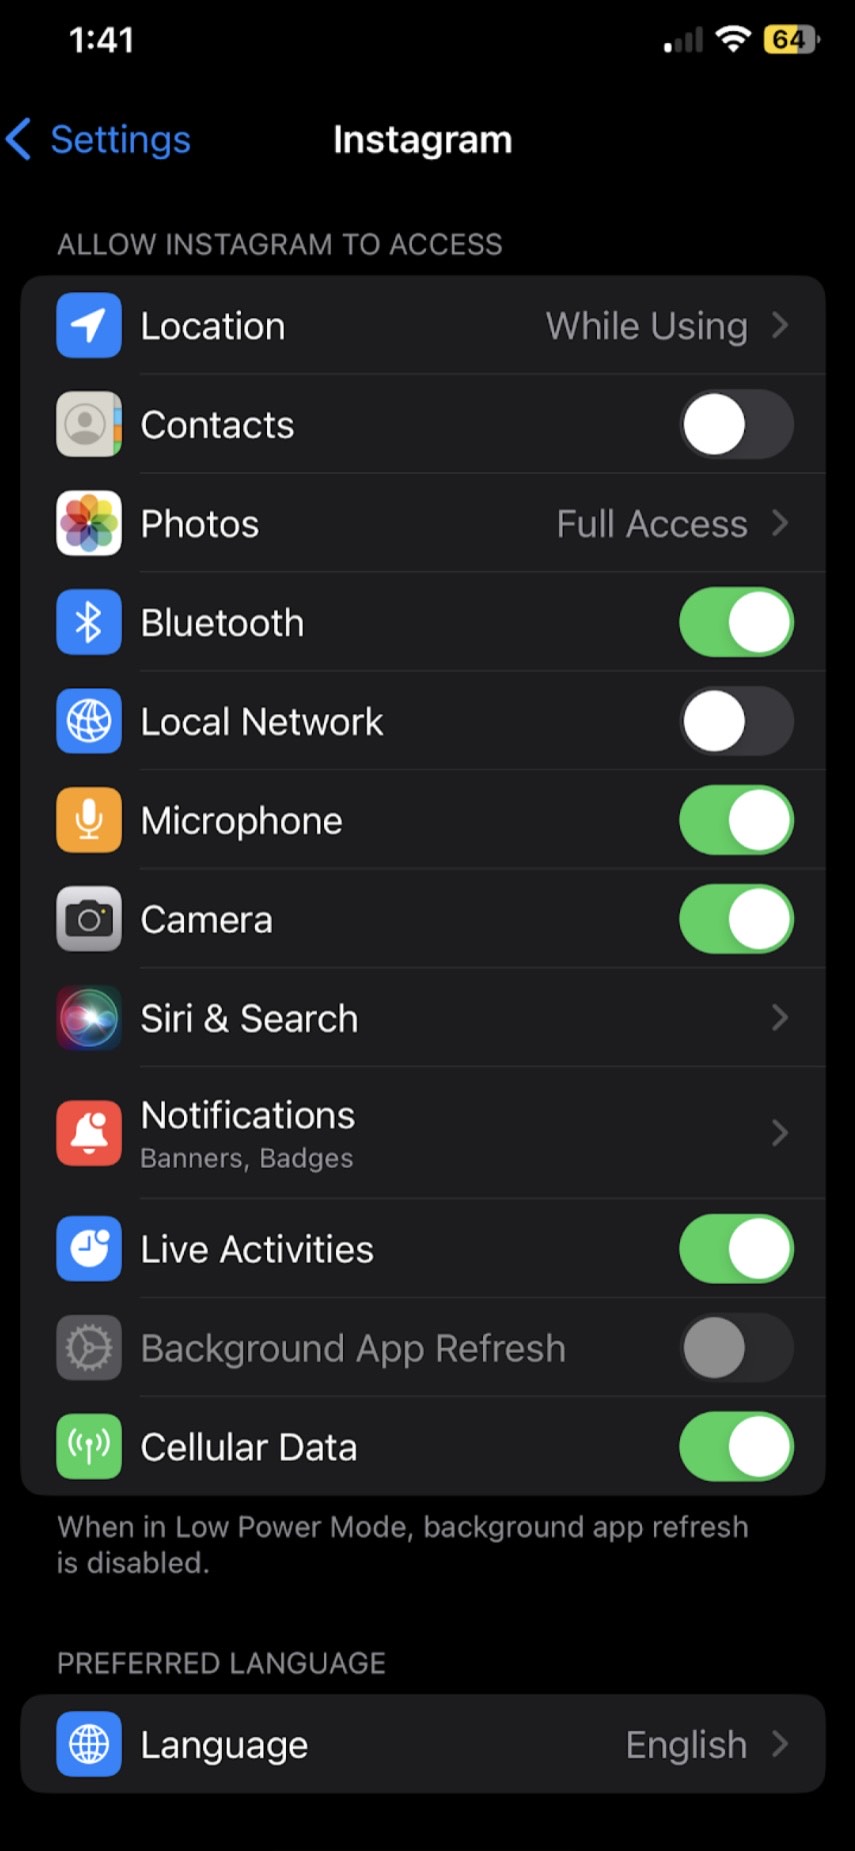 1:41
64
Settings
Instagram
ALLOW INSTAGRAM TO ACCESS
Location While Using
Contacts
Photos Full Access
Bluetooth
Local Network
Microphone
Camera
Siri & Search
Notifications
Banners, Badges
Live Activities
Background App Refresh
Cellular Data
When in Low Power Mode, background app refresh
is disabled.
PREFERRED LANGUAGE
Language English